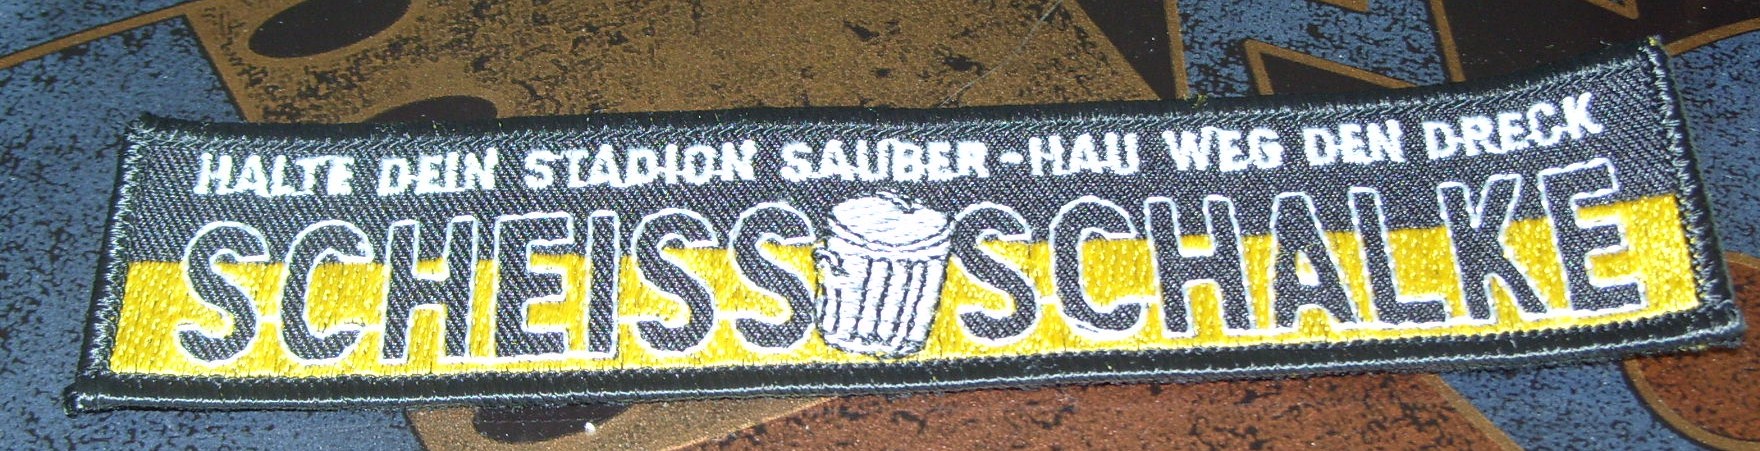 HALTE DEIN STADION SAUBER-HAU WEG DEN DRECK
SCHEISS SCHALKE